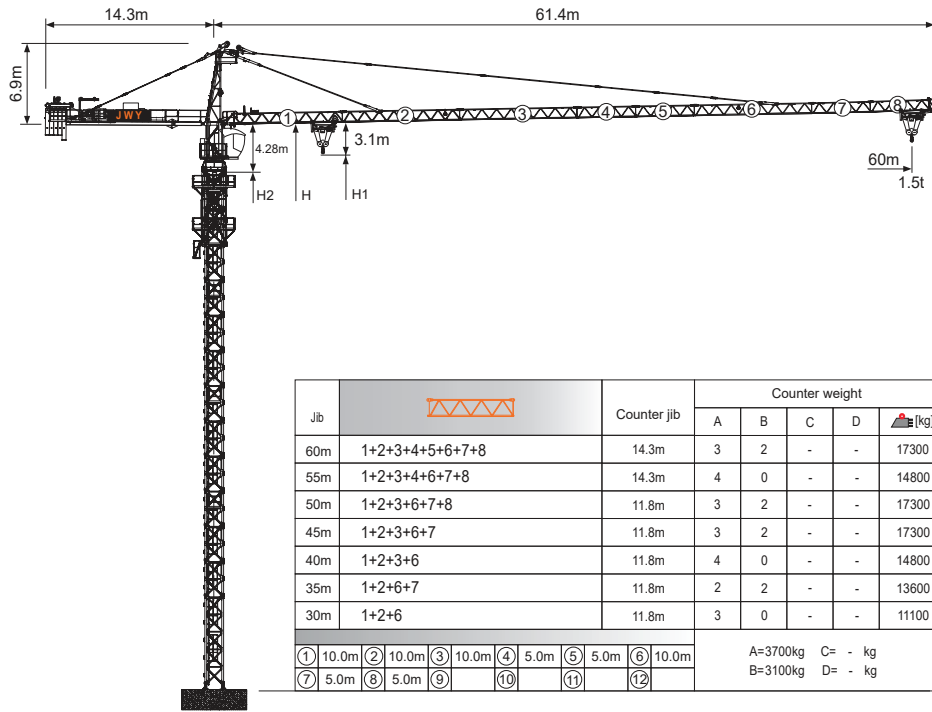 14.3m
61.4m
6.9m
JWY
1 2 3 4 5 6 7 8
4.28m
3.1m
60m
1.5t
H2
H
H1
Jib Counter jib Counter weight
A B C D [kg]
60m 1+2+3+4+5+6+7+8 14.3m 3 2 - - 17300
55m 1+2+3+4+6+7+8 14.3m 4 0 - - 14800
50m 1+2+3+6+7+8 11.8m 3 2 - - 17300
45m 1+2+3+6+7 11.8m 3 2 - - 17300
40m 1+2+3+6 11.8m 4 0 - - 14800
35m 1+2+6+7 11.8m 2 2 - - 13600
30m 1+2+6 11.8m 3 0 - - 11100
1 10.0m 2 10.0m 3 10.0m 4 5.0m 5 5.0m 6 10.0m
7 5.0m 8 5.0m 9 10 11 12
A=3700kg C= - kg
B=3100kg D= - kg